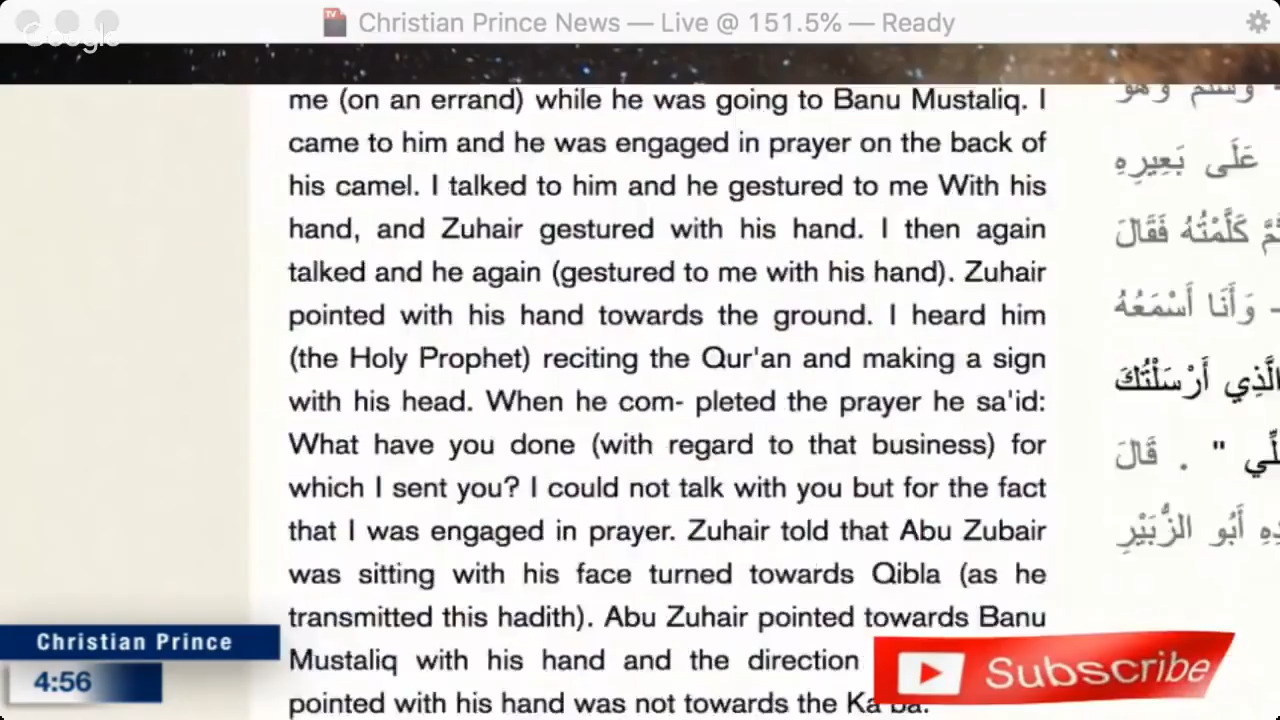 Christian Prince News — Live @ 151.5% — Ready
Google
me (on an errand) while he was going to Banu Mustaliq. I
came to him and he was engaged in prayer on the back of
his camel. I talked to him and he gestured to me With his
hand, and Zuhair gestured with his hand. I then again
talked and he again (gestured to me with his hand). Zuhair
pointed with his hand towards the ground. I heard him
(the Holy Prophet) reciting the Qur'an and making a sign
with his head. When he com- pleted the prayer he sa'id:
What have you done (with regard to that business) for
which I sent you? I could not talk with you but for the fact
that I was engaged in prayer. Zuhair told that Abu Zubair
was sitting with his face turned towards Qibla (as he
transmitted this hadith). Abu Zuhair pointed towards Banu
Mustaliq with his hand and the direction
pointed with his hand was not towards the Ka'ba.
- وَسَلَّمَ وَهُوَ
عَلَى بَعِيرِهِ
كَلَّمْتُهُ فَقَالَ
- وَأَنَا أَسْمَعُهُ
الَّذِي أَرْسَلْتُكَ
" . قَالَ
أَبُو الزُّبَيْرِ
Christian Prince
4:56
Subscribe